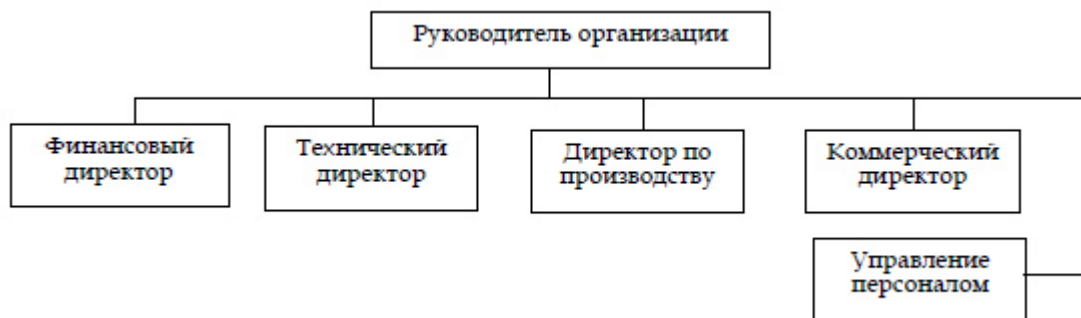 Руководитель организации
Финансовый
директор
Технический
директор
Директор по
производству
Коммерческий
директор
Управление
персоналом